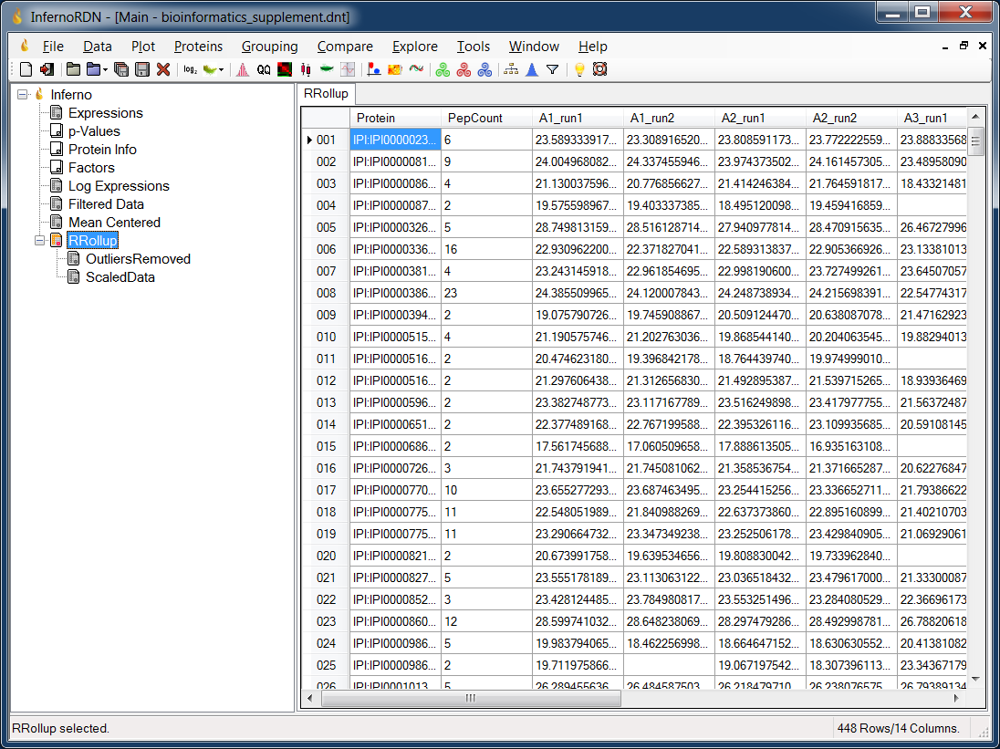 InfernoRDN - [Main - bioinformatics_supplement.dnt]
File Data Plot Proteins Grouping Compare Explore Tools Window Help
log2 QQ
Inferno
Expressions
p-Values
Protein Info
Factors
Log Expressions
Filtered Data
Mean Centered
RRollup
OutliersRemoved
ScaledData
RRollup
Protein PepCount A1_run1 A1_run2 A2_run1 A2_run2 A3_run1
001 IPI:IPI0000023... 6 23.589333917... 23.308916520... 23.808591173... 23.772222559... 23.88833568
002 IPI:IPI0000081... 9 24.004968082... 24.337455946... 23.974373502... 24.161457305... 23.48958090
003 IPI:IPI0000086... 4 21.130037596... 20.776856627... 21.414246384... 21.764591817... 18.43321481
004 IPI:IPI0000087... 2 19.575598967... 19.403337385... 18.495120098... 19.459416859...
005 IPI:IPI0000326... 5 28.749813159... 28.516128714... 27.940977814... 28.470915635... 26.46727996
006 IPI:IPI0000336... 16 22.930962200... 22.371827041... 22.589313837... 22.905366926... 23.13381013
007 IPI:IPI0000381... 4 23.243145918... 22.961854695... 22.998190600... 23.727499261... 23.64507057
008 IPI:IPI0000386... 23 24.385509965... 24.120007843... 24.248738934... 24.215698391... 22.54774317
009 IPI:IPI0000394... 2 19.075790726... 19.745908867... 20.509124470... 20.638087078... 21.47162923
010 IPI:IPI0000515... 4 21.190575746... 21.202763036... 19.868544140... 20.204063545... 19.88294013
011 IPI:IPI0000516... 2 20.474623180... 19.396842178... 18.764439740... 19.974999010...
012 IPI:IPI0000516... 2 21.297606438... 21.312656830... 21.492895387... 21.539715265... 18.93936469
013 IPI:IPI0000596... 2 23.382748773... 23.117167789... 23.516249898... 23.417977755... 21.56372487
014 IPI:IPI0000651... 2 22.377489168... 22.767199588... 22.395326116... 23.109935685... 20.59108145
015 IPI:IPI0000686... 2 17.561745688... 17.060509658... 17.888613505... 16.935163108...
016 IPI:IPI0000726... 3 21.743791941... 21.745081062... 21.358536754... 21.371665287... 20.62276847
017 IPI:IPI0000770... 10 23.655277293... 23.687463495... 23.254415256... 23.336652711... 21.79386622
018 IPI:IPI0000775... 11 22.548051989... 21.840988269... 22.637373860... 22.895160899... 21.40210703
019 IPI:IPI0000775... 11 23.290664732... 23.347349238... 23.252506178... 23.429840905... 21.06929061
020 IPI:IPI0000821... 2 20.673991758... 19.639534656... 19.808830042... 19.733962840...
021 IPI:IPI0000827... 5 23.555178189... 23.113063122... 23.036518432... 23.479617000... 21.33300087
022 IPI:IPI0000852... 3 23.428124485... 23.784980817... 23.553251496... 23.284080529... 22.36696173
023 IPI:IPI0000860... 12 28.599741032... 28.648238069... 28.297479286... 28.492998781... 26.78820618
024 IPI:IPI0000986... 5 19.983794065... 18.462256998... 18.664647152... 18.630630552... 20.41381082
025 IPI:IPI0000986... 2 19.711975866... 19.067197542... 18.307396113... 23.34367179
026 IPI:IPI0001013... 5 26.289455636... 26.484587503... 26.218479710... 26.238076575... 26.79389134
RRollup selected. 448 Rows/14 Columns.